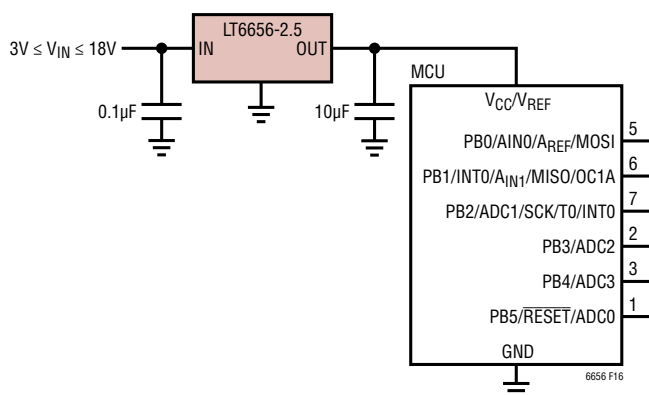 LT6656-2.5
3V ≤ VIN ≤ 18V
IN
OUT
0.1µF
10µF
MCU
VCC/VREF
PB0/AIN0/AREF/MOSI
5
PB1/INT0/AIN1/MISO/OC1A
6
PB2/ADC1/SCK/T0/INT0
7
PB3/ADC2
2
PB4/ADC3
3
PB5/R̅E̅S̅E̅T̅/ADC0
1
GND
6656 F16